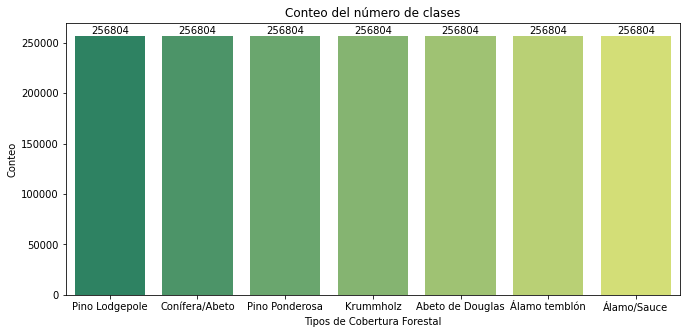 Conteo del número de clases
256804 256804 256804 256804 256804 256804 256804
250000
200000
150000
100000
50000
0
Conteo
Pino Lodgepole Conífera/Abeto Pino Ponderosa Krummholz Abeto de Douglas Álamo temblón Álamo/Sauce
Tipos de Cobertura Forestal